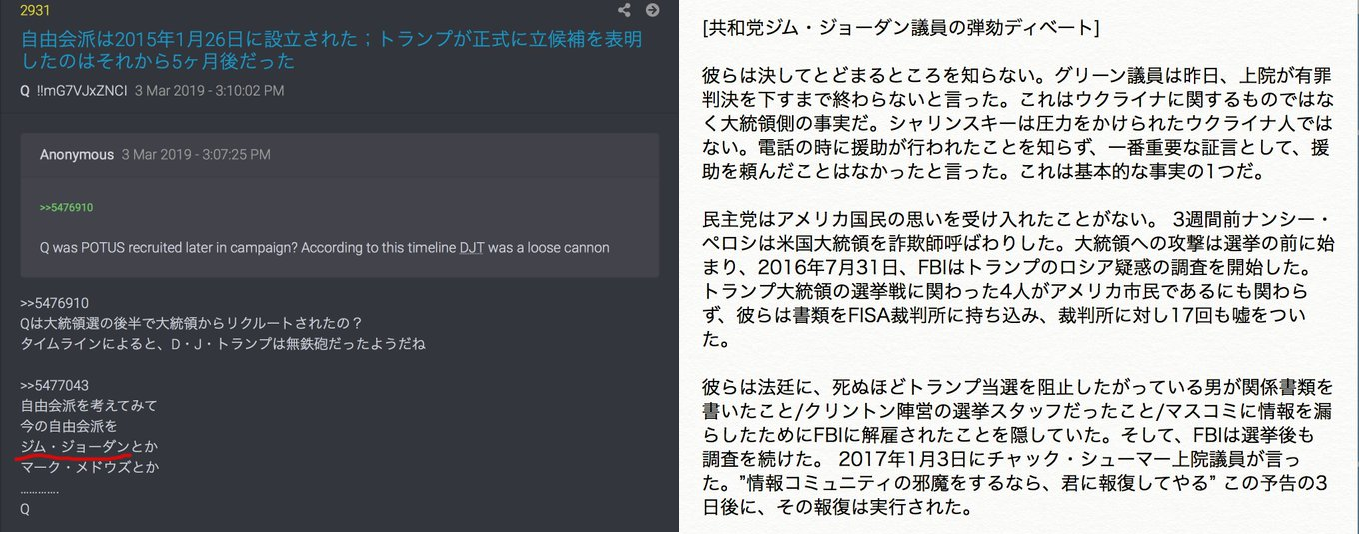 2931
自由会派は2015年1月26日に設立された；トランプが正式に立候補を表明
したのはそれから5ヶ月後だった
Q !!mG7VJxZNCI 3 Mar 2019 - 3:10:02 PM
Anonymous 3 Mar 2019 - 3:07:25 PM
>>5476910
Q was POTUS recruited later in campaign? According to this timeline DJT was a loose cannon
>>5476910
Qは大統領選の後半で大統領からリクルートされたの？
タイムラインによると、D・J・トランプは無鉄砲だったようだね
>>5477043
自由会派を考えてみて
今の自由会派を
ジム・ジョーダンとか
マーク・メドウズとか
.............
Q
[共和党ジム・ジョーダン議員の弾劾ディベート]
彼らは決してとどまるところを知らない。グリーン議員は昨日、上院が有罪
判決を下すまで終わらないと言った。これはウクライナに関するものではな
く大統領側の事実だ。シャリンスキーは圧力をかけられたウクライナ人では
ない。電話の時に援助が行われたことを知らず、一番重要な証言として、援
助を頼んだことはなかったと言った。これは基本的な事実の1つだ。
民主党はアメリカ国民の思いを受け入れたことがない。 3週間前ナンシー・
ペロシは米国大統領を詐欺師呼ばわりした。大統領への攻撃は選挙の前に始
まり、2016年7月31日、FBIはトランプのロシア疑惑の調査を開始した。
トランプ大統領の選挙戦に関わった4人がアメリカ市民であるにも関わら
ず、彼らは書類をFISA裁判所に持ち込み、裁判所に対し17回も嘘をつい
た。
彼らは法廷に、死ぬほどトランプ当選を阻止したがっている男が関係書類を
書いたこと/クリントン陣営の選挙スタッフだったこと/マスコミに情報を漏
らしたためにFBIに解雇されたことを隠していた。そして、FBIは選挙後も
調査を続けた。 2017年1月3日にチャック・シューマー上院議員が言っ
た。”情報コミュニティの邪魔をするなら、君に報復してやる” この予告の3
日後に、その報復は実行された。